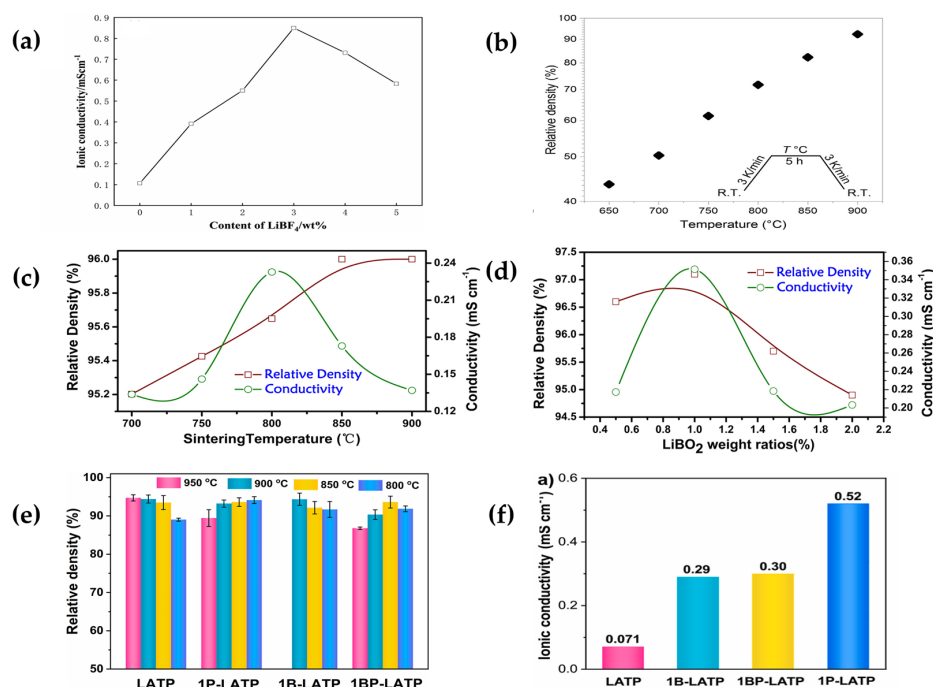 (a)
0. 9
0. 8
0. 7
0. 6
0. 5
0. 4
0. 3
0. 2
0. 1
Ionic conductivity/mScm⁻¹
0 1 2 3 4 5
Content of LiBF₄/wt%
(b)
100
90
80
70
60
50
40
Relative density (%)
T °C
5 h
3 K/min
3 K/min
R.T.
R.T.
650 700 750 800 850 900
Temperature (°C)
(c)
96.0
95.8
95.6
95.4
95.2
Relative Density (%)
0.24
0.21
0.18
0.15
0.12
Conductivity (mS cm⁻¹)
Relative Density
Conductivity
700 750 800 850 900
SinteringTemperature (℃)
(d)
97.5
97.0
96.5
96.0
95.5
95.0
94.5
Relative Density (%)
0.36
0.34
0.32
0.30
0.28
0.26
0.24
0.22
0.20
Conductivity (mS cm⁻¹)
Relative Density
Conductivity
0.4 0.6 0.8 1.0 1.2 1.4 1.6 1.8 2.0 2.2
LiBO₂ weight ratios(%)
(e)
100
90
80
70
60
50
Relative density (%)
950 °C 900 °C 850 °C 800 °C
LATP 1P-LATP 1B-LATP 1BP-LATP
(f)
a)
0.6
0.4
0.2
0.0
Ionic conductivity (mS cm⁻¹)
0.071
0.29
0.30
0.52
LATP 1B-LATP 1BP-LATP 1P-LATP